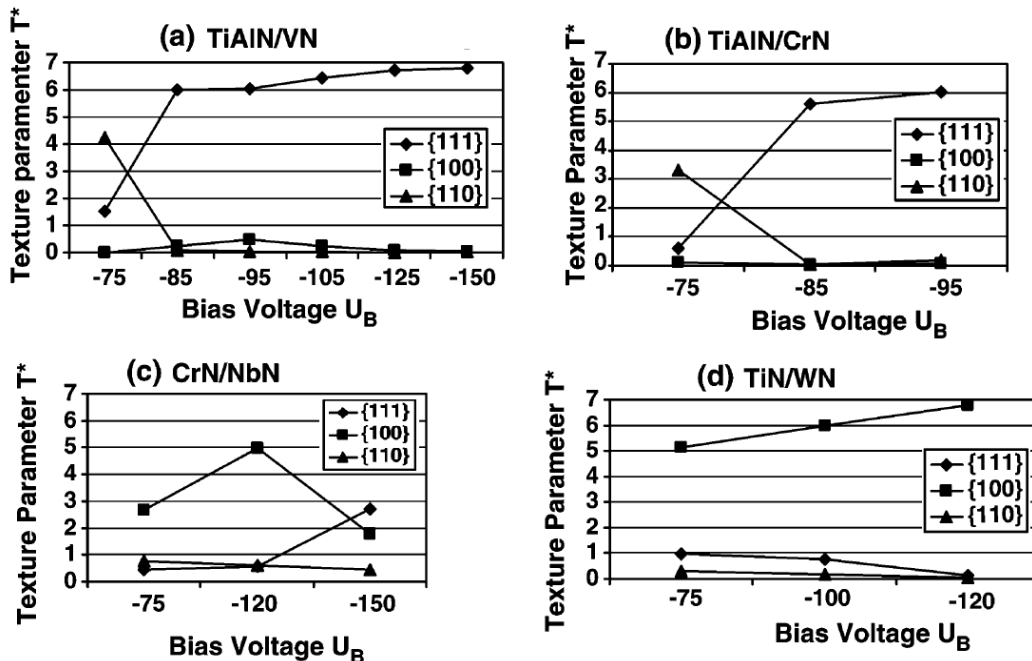 (a) TiAlN/VN
Texture paramenter T*
7
6
5
4
3
2
1
0
{111}
{100}
{110}
-75 -85 -95 -105 -125 -150
Bias Voltage U_B
(b) TiAlN/CrN
Texture Parameter T*
7
6
5
4
3
2
1
0
{111}
{100}
{110}
-75 -85 -95
Bias Voltage U_B
(c) CrN/NbN
Texture Parameter T*
7
6
5
4
3
2
1
0
{111}
{100}
{110}
-75 -120 -150
Bias Voltage U_B
(d) TiN/WN
Texture Parameter T*
7
6
5
4
3
2
1
0
{111}
{100}
{110}
-75 -100 -120
Bias Voltage U_B